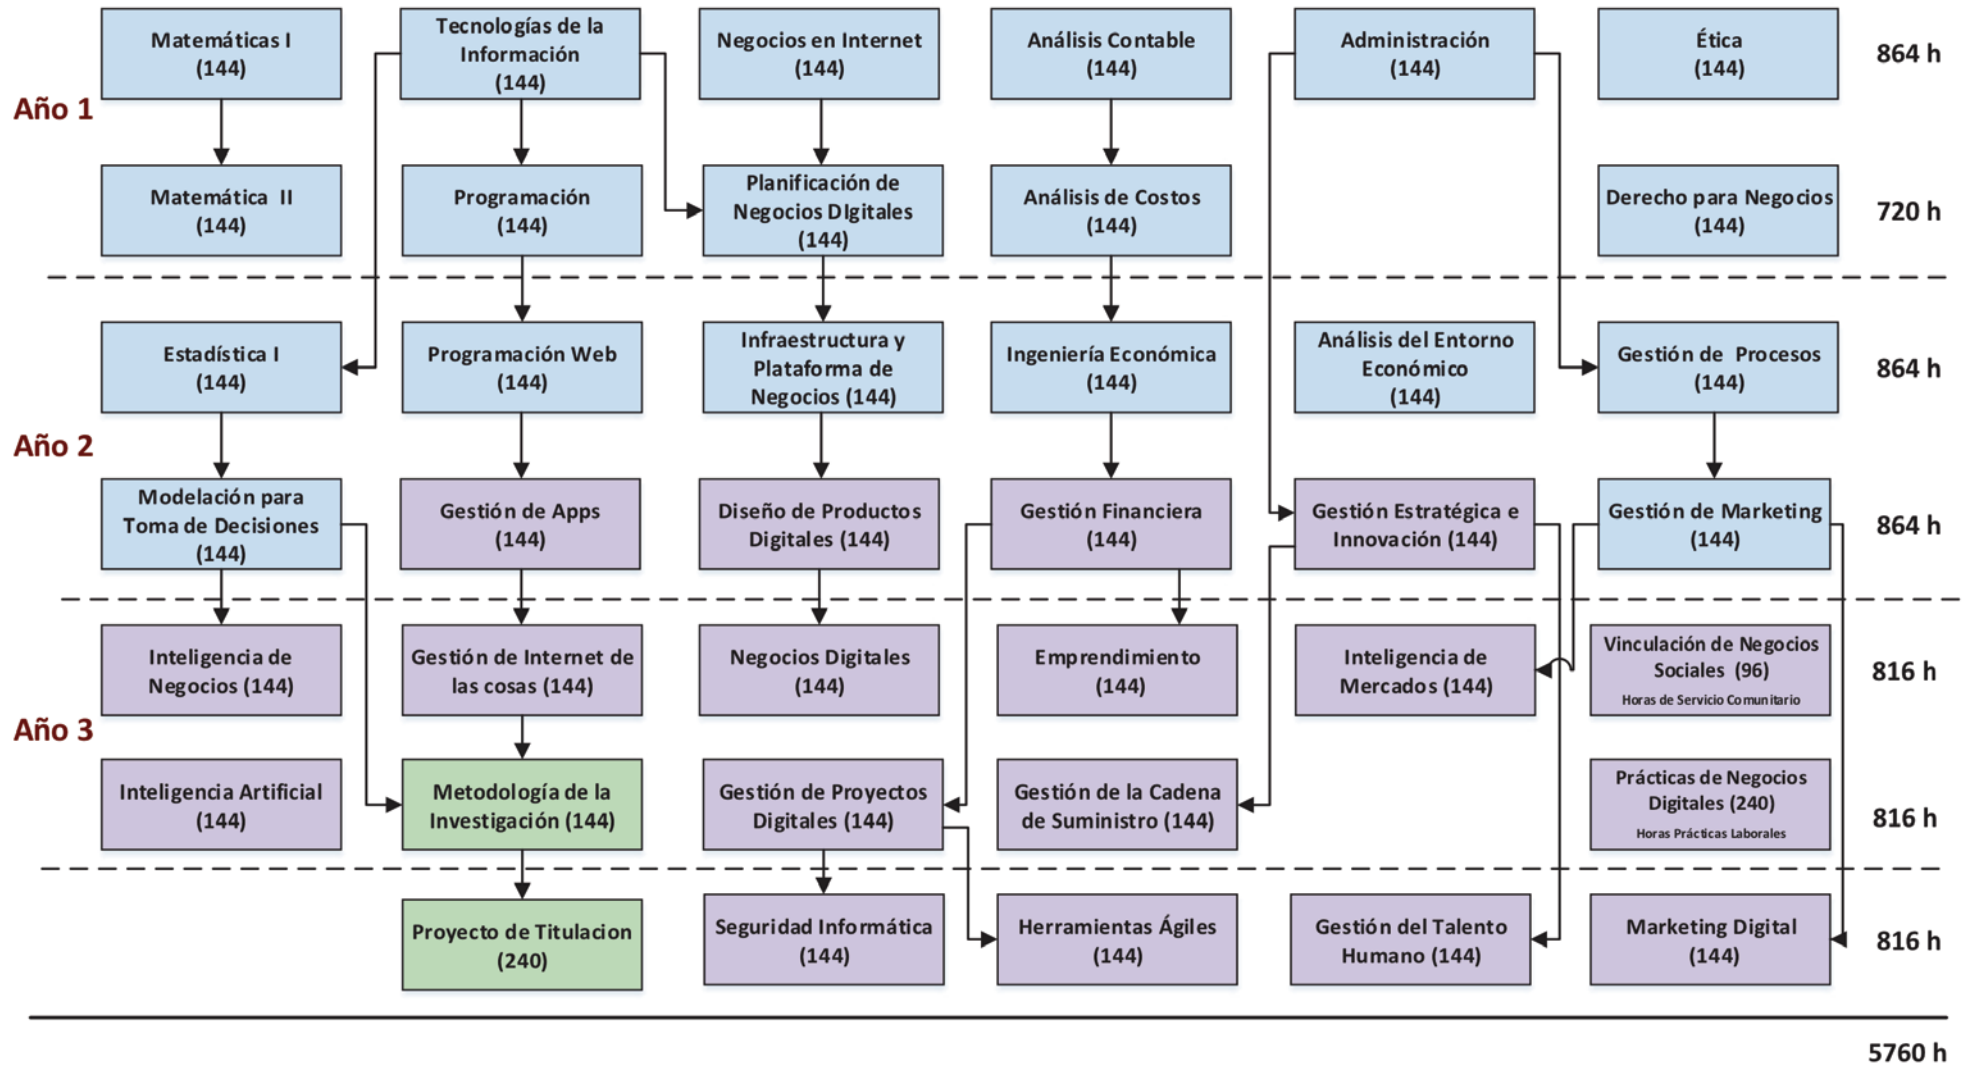 Matemáticas I
(144)
Tecnologías de la
Información
(144)
Negocios en Internet
(144)
Análisis Contable
(144)
Administración
(144)
Ética
(144)
864 h
Año 1
Matemática II
(144)
Programación
(144)
Planificación de
Negocios DIgitales
(144)
Análisis de Costos
(144)
Derecho para Negocios
(144)
720 h
Estadística I
(144)
Programación Web
(144)
Infraestructura y
Plataforma de
Negocios (144)
Ingeniería Económica
(144)
Análisis del Entorno
Económico
(144)
Gestión de Procesos
(144)
864 h
Año 2
Modelación para
Toma de Decisiones
(144)
Gestión de Apps
(144)
Diseño de Productos
Digitales (144)
Gestión Financiera
(144)
Gestión Estratégica e
Innovación (144)
Gestión de Marketing
(144)
864 h
Inteligencia de
Negocios (144)
Gestión de Internet de
las cosas (144)
Negocios Digitales
(144)
Emprendimiento
(144)
Inteligencia de
Mercados (144)
Vinculación de Negocios
Sociales (96)
Horas de Servicio Comunitario
816 h
Año 3
Inteligencia Artificial
(144)
Metodología de la
Investigación (144)
Gestión de Proyectos
Digitales (144)
Gestión de la Cadena
de Suministro (144)
Prácticas de Negocios
Digitales (240)
Horas Prácticas Laborales
816 h
Proyecto de Titulacion
(240)
Seguridad Informática
(144)
Herramientas Ágiles
(144)
Gestión del Talento
Humano (144)
Marketing Digital
(144)
816 h
5760 h